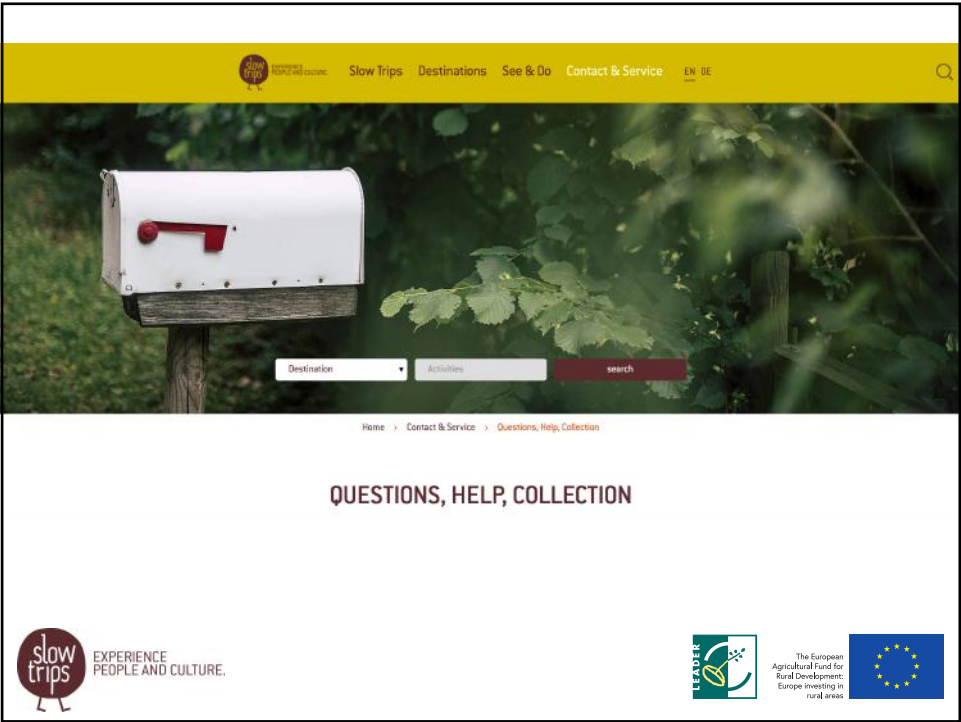 slow
trips
EXPERIENCE
PEOPLE AND CULTURE.
Slow Trips Destinations See & Do Contact & Service EN DE
Destination Activities search
Home > Contact & Service > Questions, Help, Collection
QUESTIONS, HELP, COLLECTION
slow
trips
EXPERIENCE
PEOPLE AND CULTURE.
LEADER
The European
Agricultural Fund for
Rural Development:
Europe investing in
rural areas